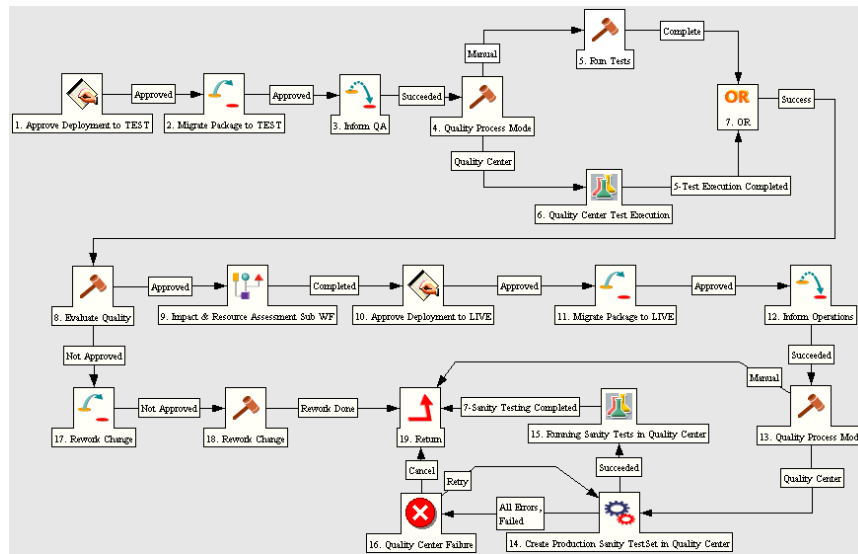 Manual
Complete
5. Run Tests
Approved
Approved
Succeeded
OR
Success
1. Approve Deployment to TEST
2. Migrate Package to TEST
3. Inform QA
4. Quality Process Mode
7. OR
Quality Center
5-Test Execution Completed
6. Quality Center Test Execution
Approved
Completed
Approved
Approved
8. Evaluate Quality
9. Impact & Resource Assessment Sub WF
10. Approve Deployment to LIVE
11. Migrate Package to LIVE
12. Inform Operations
Not Approved
Succeeded
Manual
Not Approved
Rework Done
7-Sanity Testing Completed
17. Rework Change
18. Rework Change
19. Return
15. Running Sanity Tests in Quality Center
13. Quality Process Mod
Cancel
Retry
Succeeded
Quality Center
All Errors,
Failed
16. Quality Center Failure
14. Create Production Sanity TestSet in Quality Center